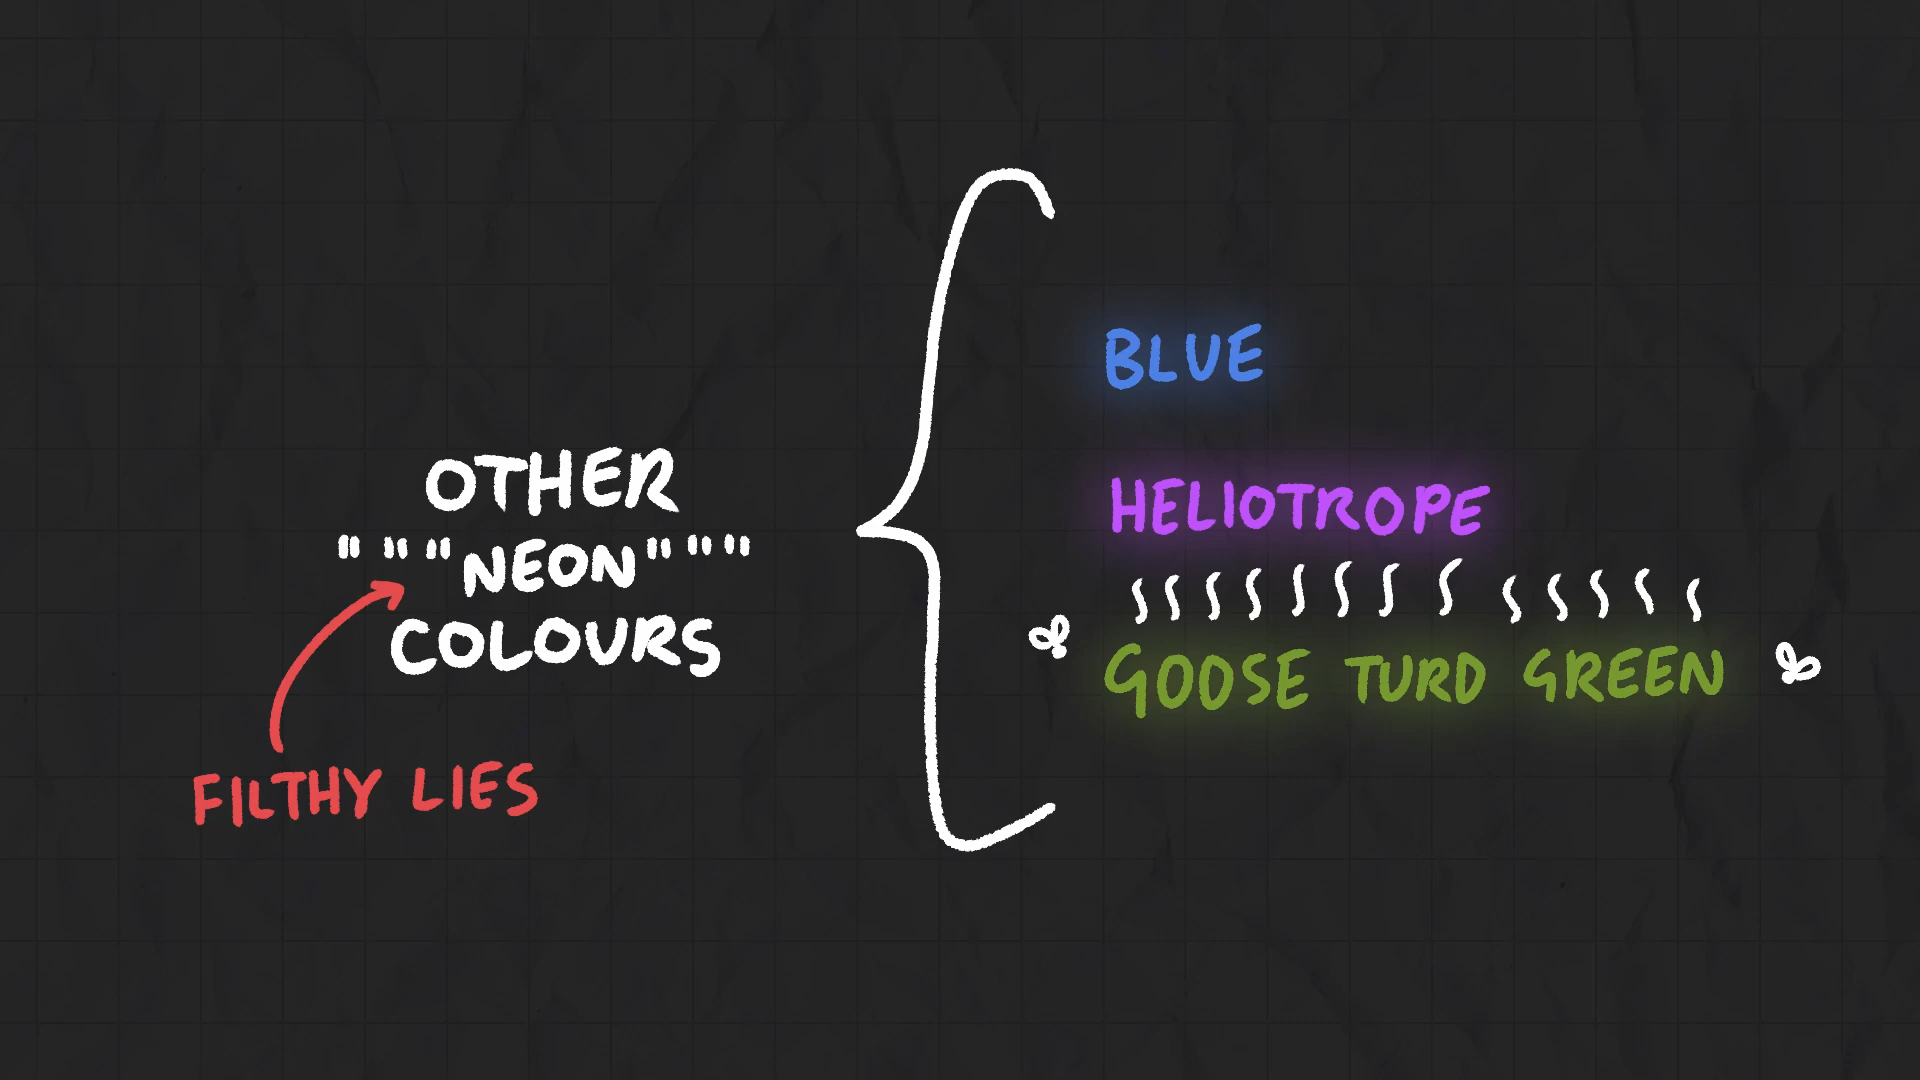 OTHER
" " "NEON" " "
COLOURS
FILTHY LIES
BLUE
HELIOTROPE
GOOSE TURD GREEN